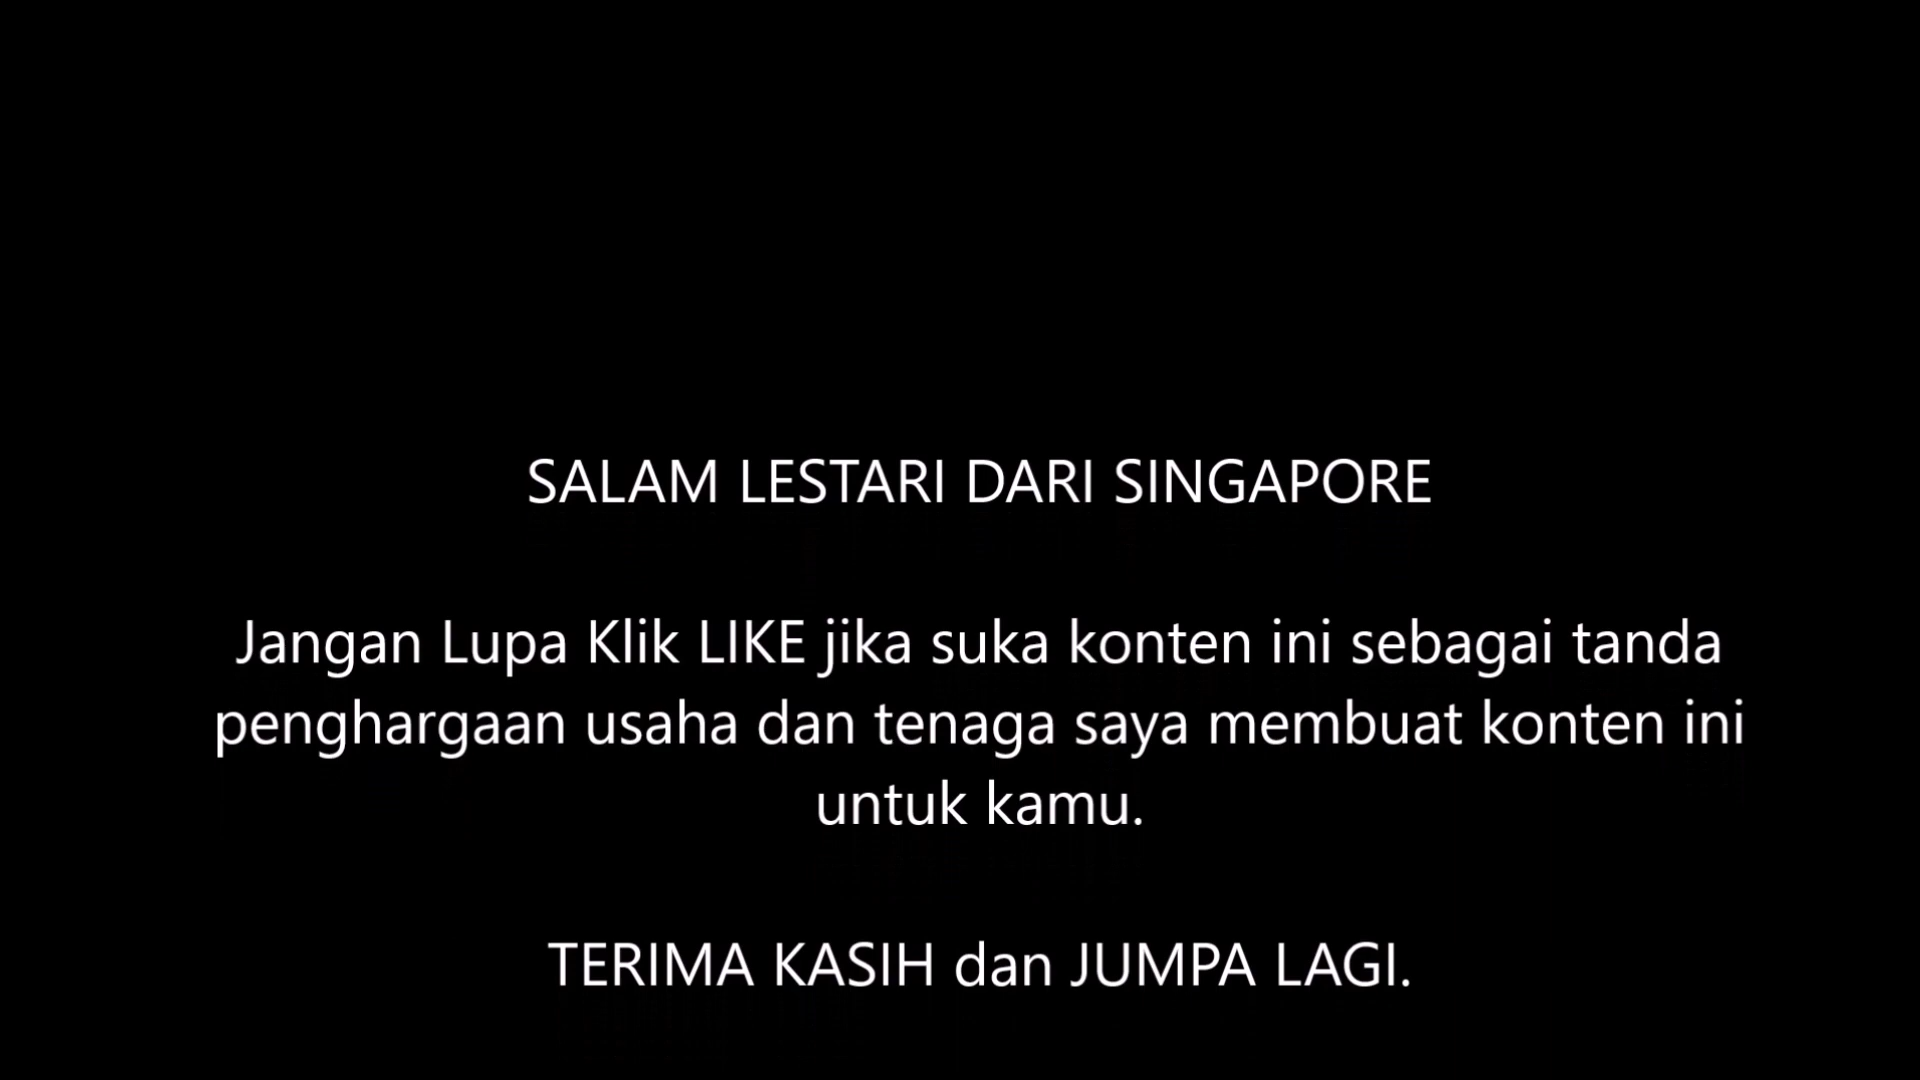 SALAM LESTARI DARI SINGAPORE
Jangan Lupa Klik LIKE jika suka konten ini sebagai tanda
penghargaan usaha dan tenaga saya membuat konten ini
untuk kamu.
TERIMA KASIH dan JUMPA LAGI.